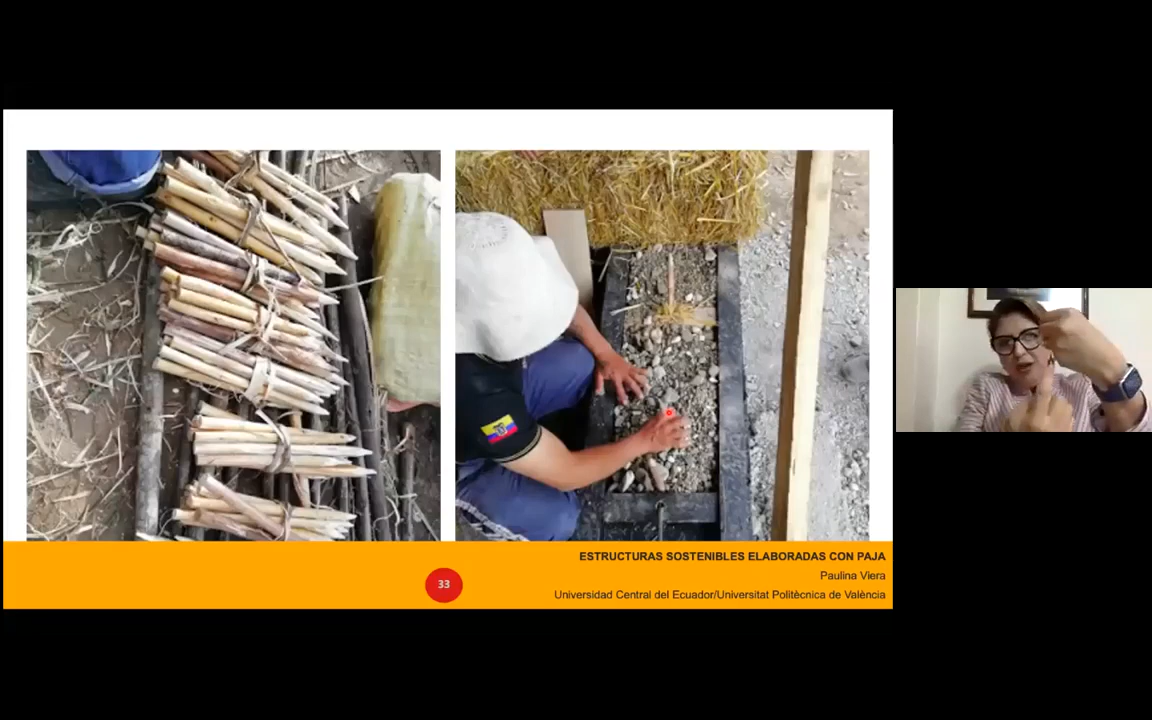 33
ESTRUCTURAS SOSTENIBLES ELABORADAS CON PAJA
Paulina Viera
Universidad Central del Ecuador/Universitat Politècnica de València